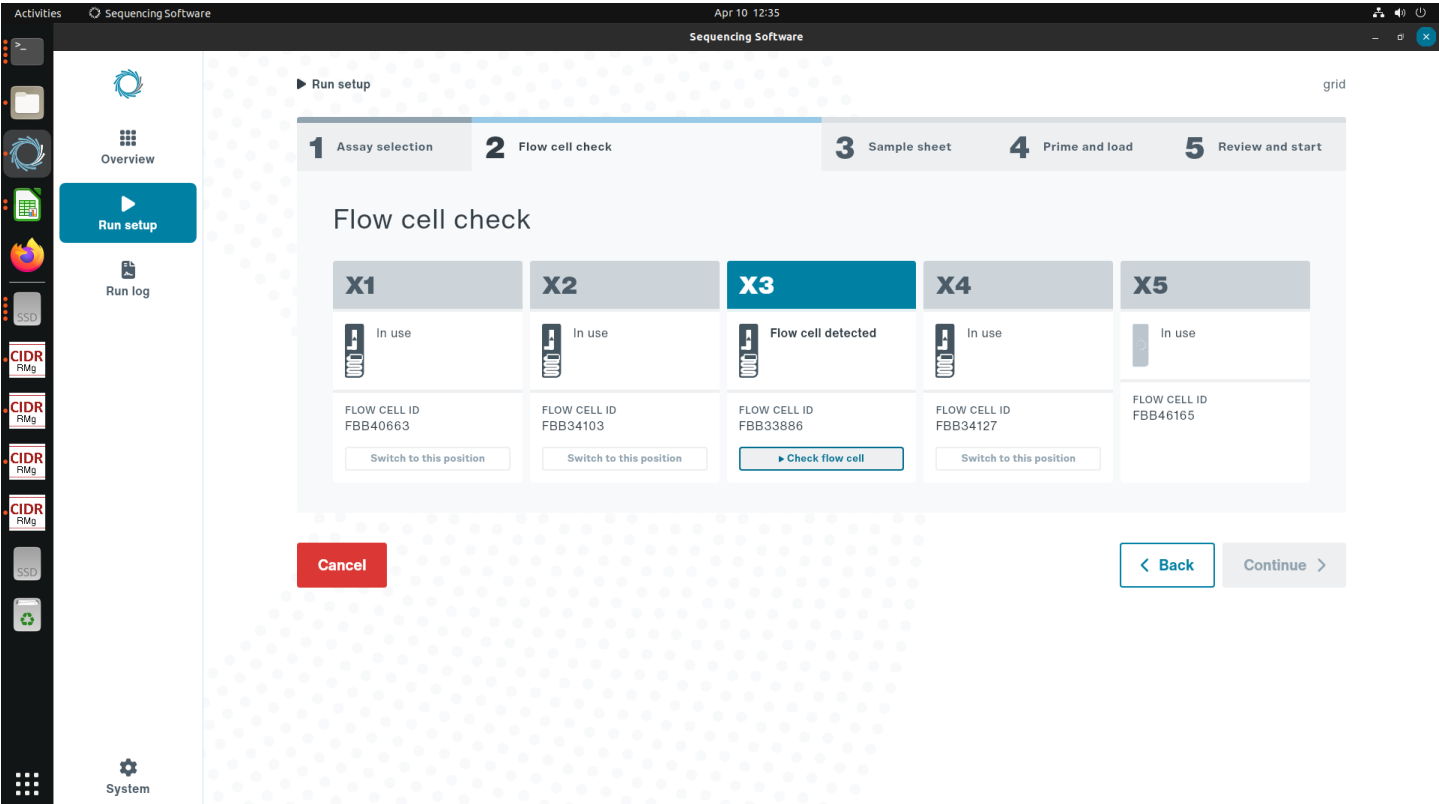 Activities
Sequencing Software
Apr 10 12:35
Sequencing Software
Overview
Run setup
Run log
System
SSD
CIDR
RMg
CIDR
RMg
CIDR
RMg
CIDR
RMg
SSD
Run setup
grid
1 Assay selection
2 Flow cell check
3 Sample sheet
4 Prime and load
5 Review and start
Flow cell check
X1
In use
FLOW CELL ID
FBB40663
Switch to this position
X2
In use
FLOW CELL ID
FBB34103
Switch to this position
X3
Flow cell detected
FLOW CELL ID
FBB33886
Check flow cell
X4
In use
FLOW CELL ID
FBB34127
Switch to this position
X5
In use
FLOW CELL ID
FBB46165
Cancel
Back
Continue